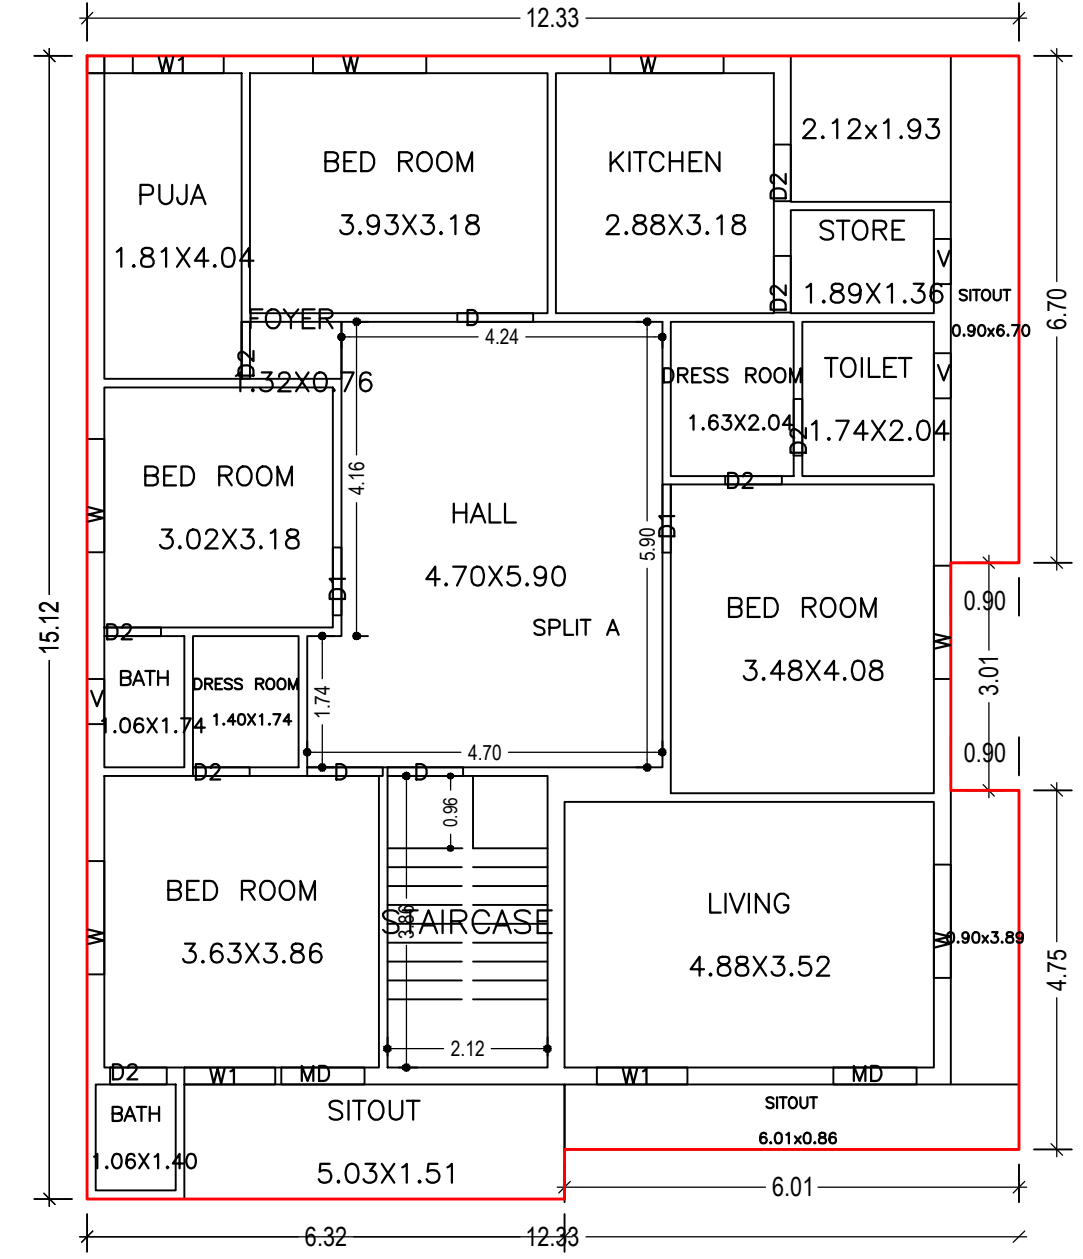 12.33
W1
W
W
2.12x1.93
BED ROOM
3.93X3.18
KITCHEN
2.88X3.18
D2
PUJA
1.81X4.04
STORE
1.89X1.36
V
D2
SITOUT
0.90x6.70
6.70
FOYER
1.32X0.76
D2
D
4.24
DRESS ROOM
1.63X2.04
TOILET
1.74X2.04
V
D2
D2
4.16
BED ROOM
3.02X3.18
W
D1
HALL
4.70X5.90
SPLIT A
5.90
D1
BED ROOM
3.48X4.08
W
0.90
3.01
0.90
15.12
D2
BATH
1.06X1.74
V
DRESS ROOM
1.40X1.74
1.74
4.70
D2
D
D
0.96
BED ROOM
3.63X3.86
W
STAIRCASE
3.86
2.12
LIVING
4.88X3.52
W
0.90x3.89
4.75
D2
W1
MD
W1
MD
BATH
1.06X1.40
SITOUT
5.03X1.51
SITOUT
6.01x0.86
6.01
6.32
12.33